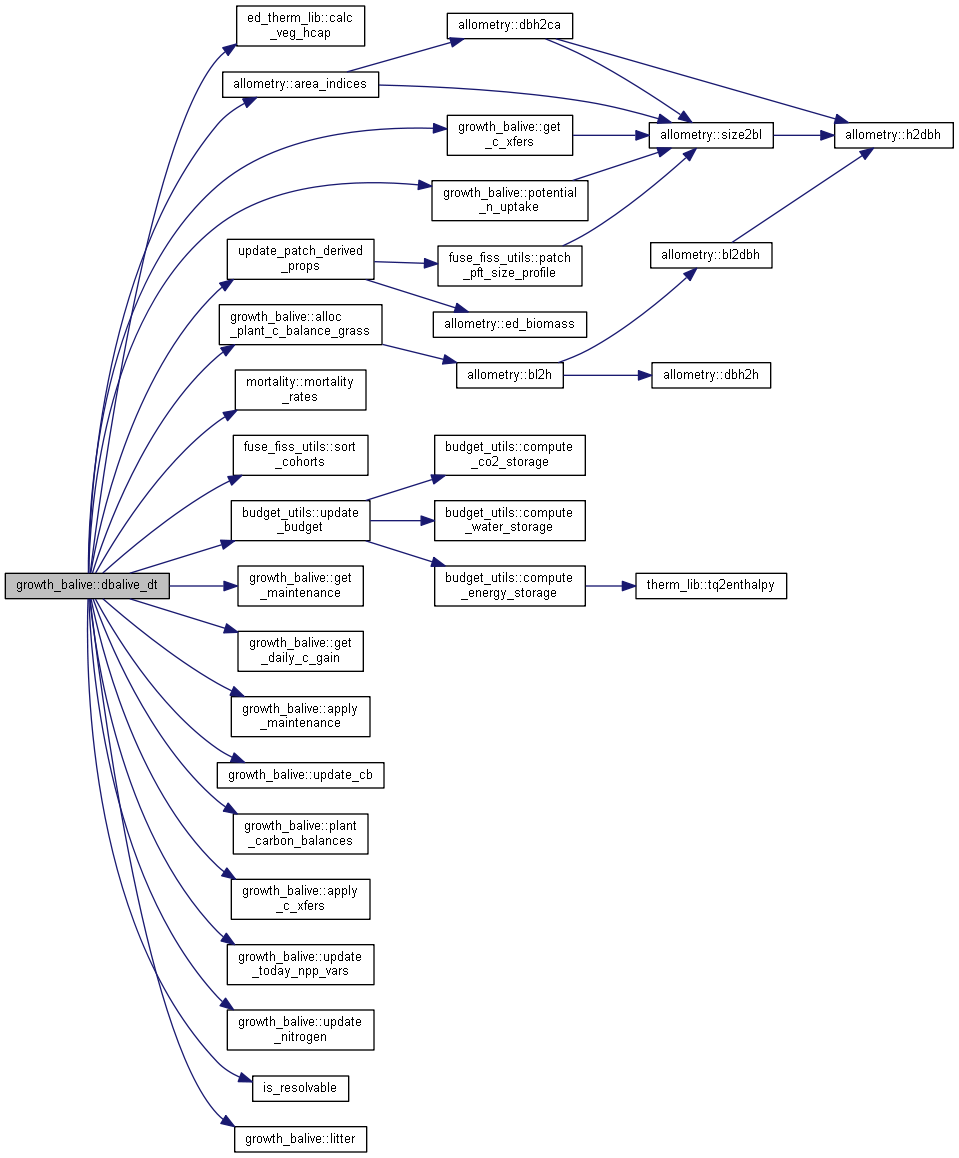 ed_therm_lib::calc
_veg_hcap
allometry::dbh2ca
allometry::area_indices
growth_balive::get
_c_xfers
allometry::size2bl
allometry::h2dbh
growth_balive::potential
_n_uptake
update_patch_derived
_props
fuse_fiss_utils::patch
_pft_size_profile
allometry::bl2dbh
growth_balive::alloc
_plant_c_balance_grass
allometry::ed_biomass
allometry::bl2h
allometry::dbh2h
mortality::mortality
_rates
fuse_fiss_utils::sort
_cohorts
budget_utils::compute
_co2_storage
budget_utils::update
_budget
budget_utils::compute
_water_storage
growth_balive::dbalive_dt
growth_balive::get
_maintenance
budget_utils::compute
_energy_storage
therm_lib::tq2enthalpy
growth_balive::get
_daily_c_gain
growth_balive::apply
_maintenance
growth_balive::update_cb
growth_balive::plant
_carbon_balances
growth_balive::apply
_c_xfers
growth_balive::update
_today_npp_vars
growth_balive::update
_nitrogen
is_resolvable
growth_balive::litter